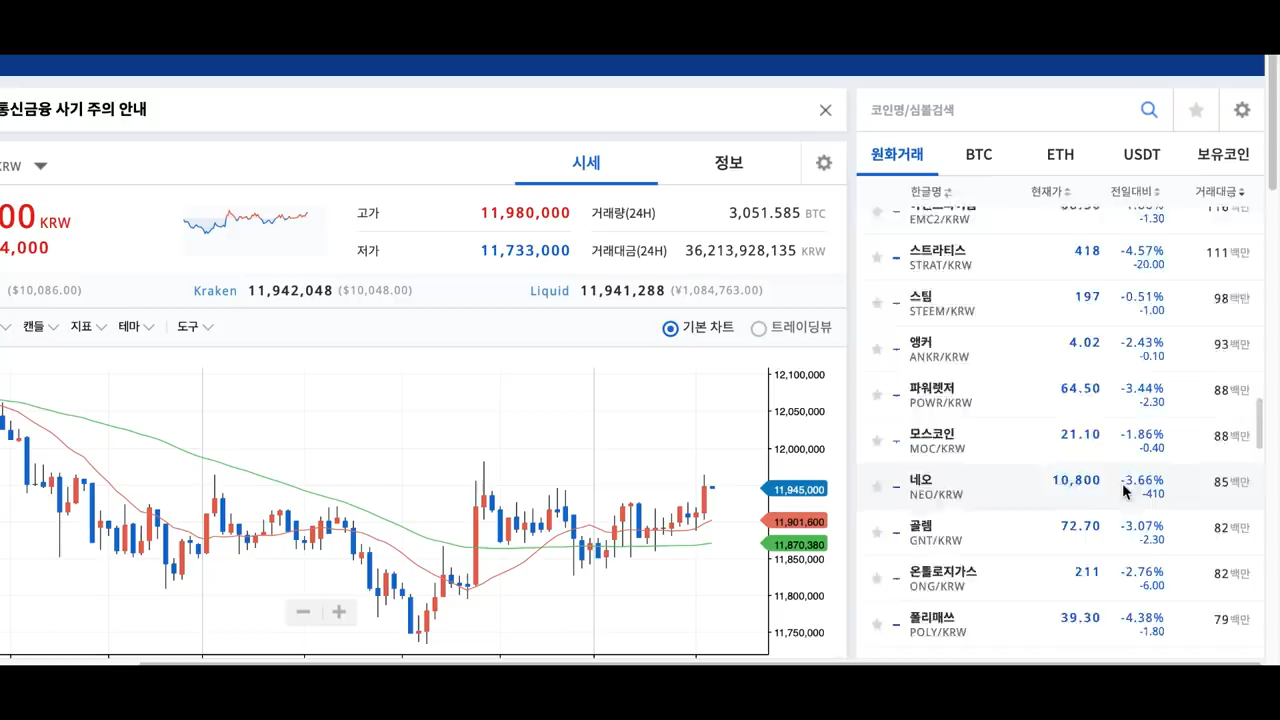 통신금융 사기 주의 안내
KRW
시세
정보
00 KRW
4,000
고가 11,980,000
거래량(24H) 3,051.585 BTC
저가 11,733,000
거래대금(24H) 36,213,928,135 KRW
($10,086.00)
Kraken 11,942,048 ($10,048.00)
Liquid 11,941,288 (¥1,084,763.00)
캔들 지표 테마 도구
기본 차트 트레이딩뷰
12,100,000
12,050,000
12,000,000
11,945,000
11,901,600
11,870,380
11,850,000
11,800,000
11,750,000
코인명/심볼검색
원화거래 BTC ETH USDT 보유코인
한글명 현재가 전일대비 거래대금
EMC2/KRW -1.30
스트라티스 418 -4.57% 111백만
STRAT/KRW -20.00
스팀 197 -0.51% 98백만
STEEM/KRW -1.00
앵커 4.02 -2.43% 93백만
ANKR/KRW -0.10
파워렛저 64.50 -3.44% 88백만
POWR/KRW -2.30
모스코인 21.10 -1.86% 88백만
MOC/KRW -0.40
네오 10,800 -3.66% 85백만
NEO/KRW -410
골렘 72.70 -3.07% 82백만
GNT/KRW -2.30
온톨로지가스 211 -2.76% 82백만
ONG/KRW -6.00
폴리매쓰 39.30 -4.38% 79백만
POLY/KRW -1.80